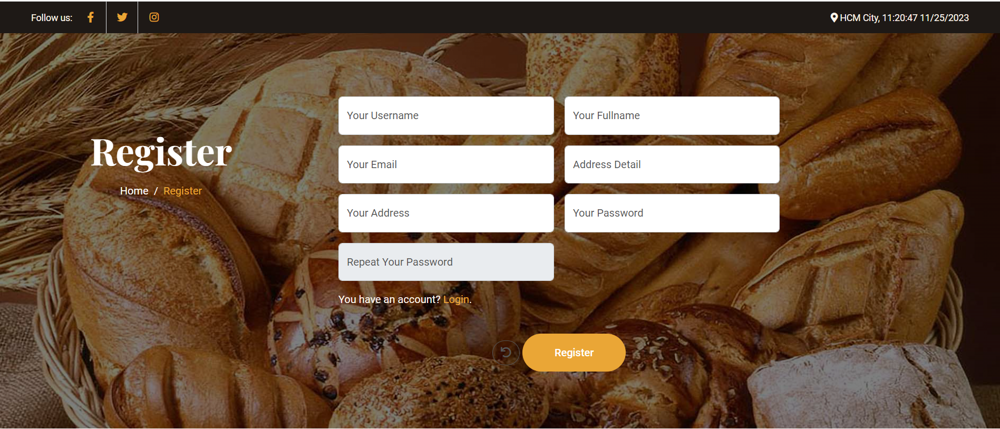 Follow us:
HCM City, 11:20:47 11/25/2023
Register
Home / Register
Your Username
Your Fullname
Your Email
Address Detail
Your Address
Your Password
Repeat Your Password
You have an account? Login.
Register